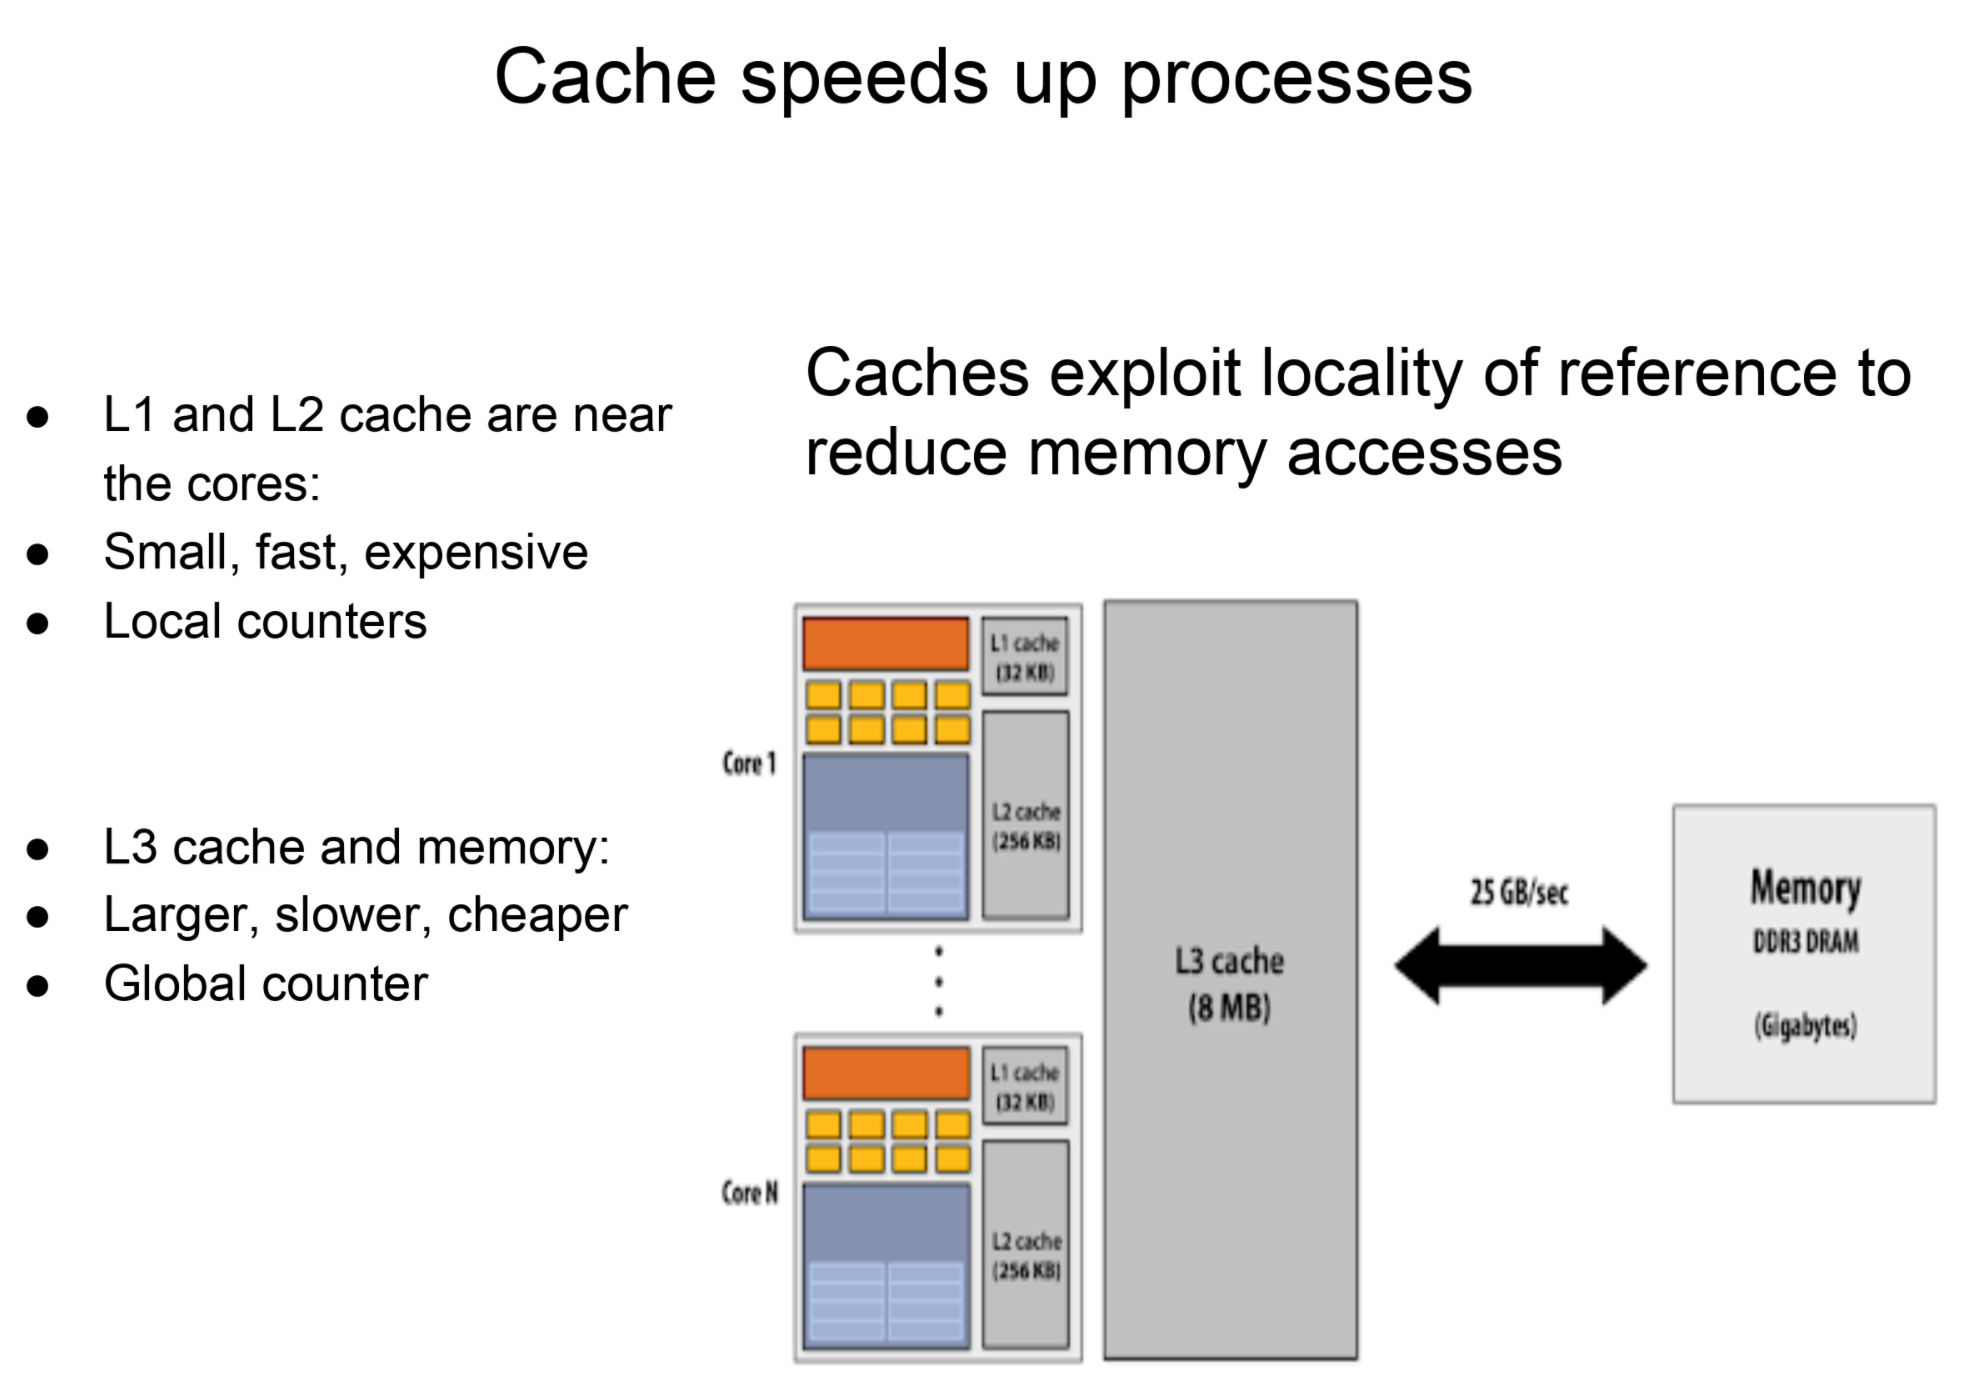 Cache speeds up processes
● L1 and L2 cache are near
the cores:
● Small, fast, expensive
● Local counters
● L3 cache and memory:
● Larger, slower, cheaper
● Global counter
Caches exploit locality of reference to
reduce memory accesses
Core 1
L1 cache
(32 KB)
L2 cache
(256 KB)
Core N
L1 cache
(32 KB)
L2 cache
(256 KB)
L3 cache
(8 MB)
25 GB/sec
Memory
DDR3 DRAM
(Gigabytes)